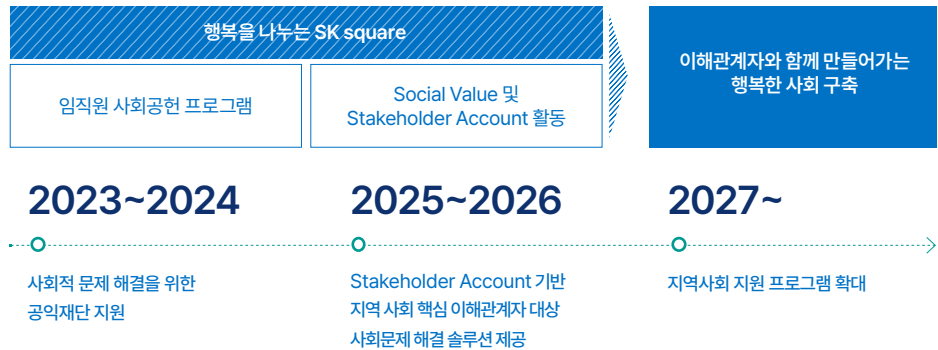 행복을 나누는 SK square
임직원 사회공헌 프로그램
Social Value 및
Stakeholder Account 활동
이해관계자와 함께 만들어가는
행복한 사회 구축
2023~2024
2025~2026
2027~
사회적 문제 해결을 위한
공익재단 지원
Stakeholder Account 기반
지역 사회 핵심 이해관계자 대상
사회문제 해결 솔루션 제공
지역사회 지원 프로그램 확대